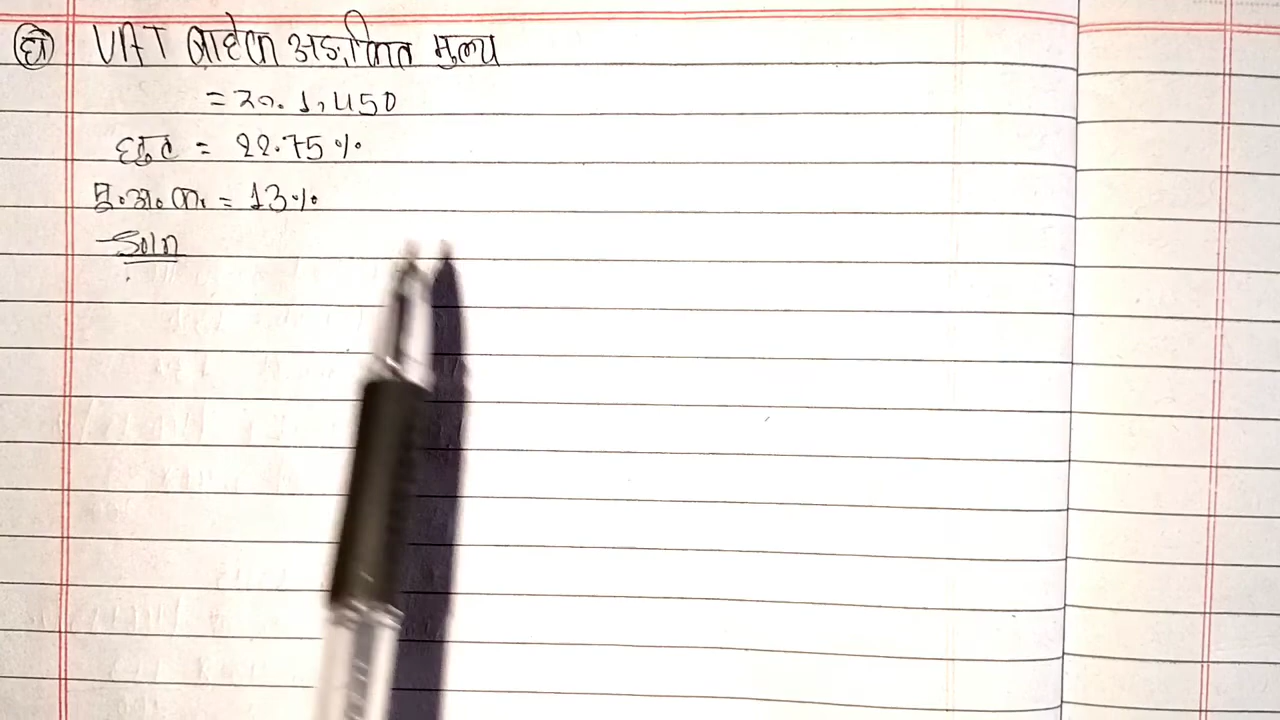 घ) VAT बाहेक अङ्कित मूल्य
= रु. 1,450
छुट = 22.75%
मू.अ.क. = 13%
Soln